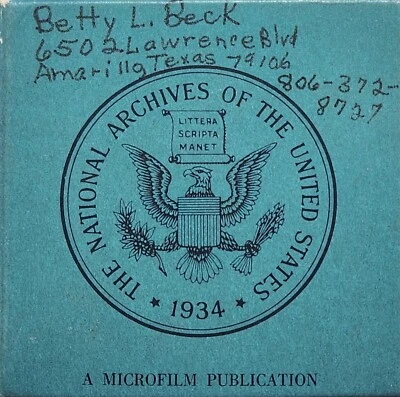 Betty L. Beck
6502 Lawrence Blvd
Amarillo Texas 79106
806-372-
8727
THE NATIONAL ARCHIVES OF THE UNITED STATES
LITTERA
SCRIPTA
MANET
★ 1934 ★
A MICROFILM PUBLICATION